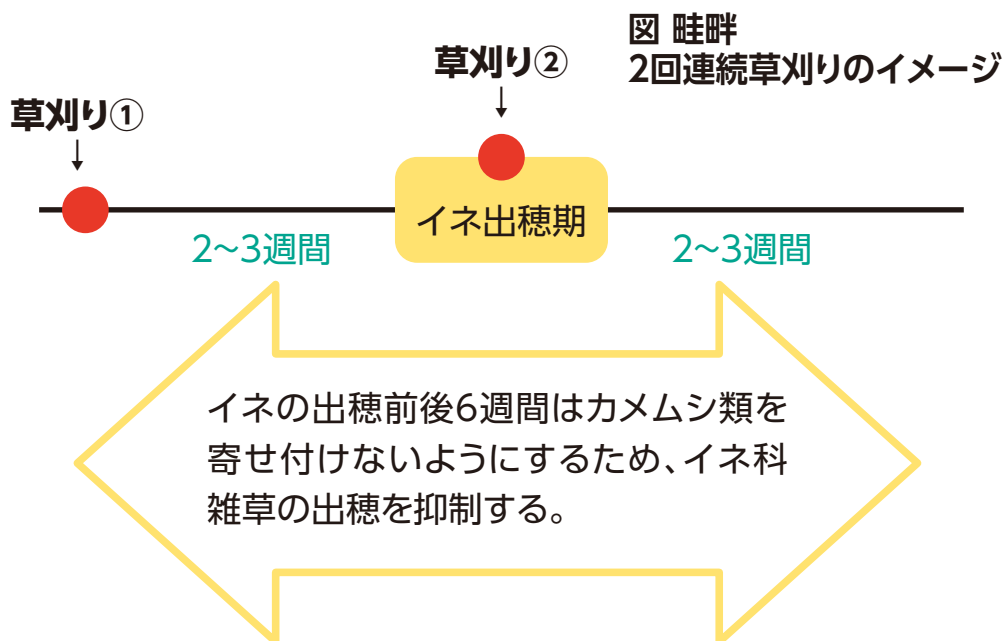 図 畦畔
2回連続草刈りのイメージ
草刈り①
草刈り②
イネ出穂期
2〜3週間
2〜3週間
イネの出穂前後6週間はカメムシ類を
寄せ付けないようにするため、イネ科
雑草の出穂を抑制する。